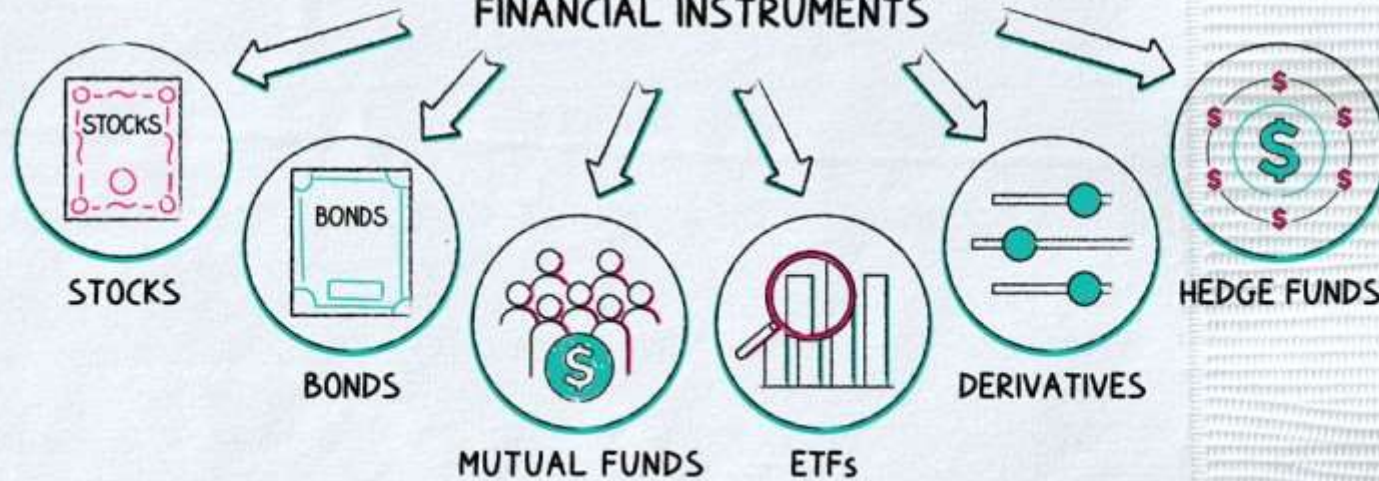 FINANCIAL INSTRUMENTS
STOCKS
STOCKS
BONDS
BONDS
$
MUTUAL FUNDS
ETFs
DERIVATIVES
$
$
$
$
$
$
$
HEDGE FUNDS